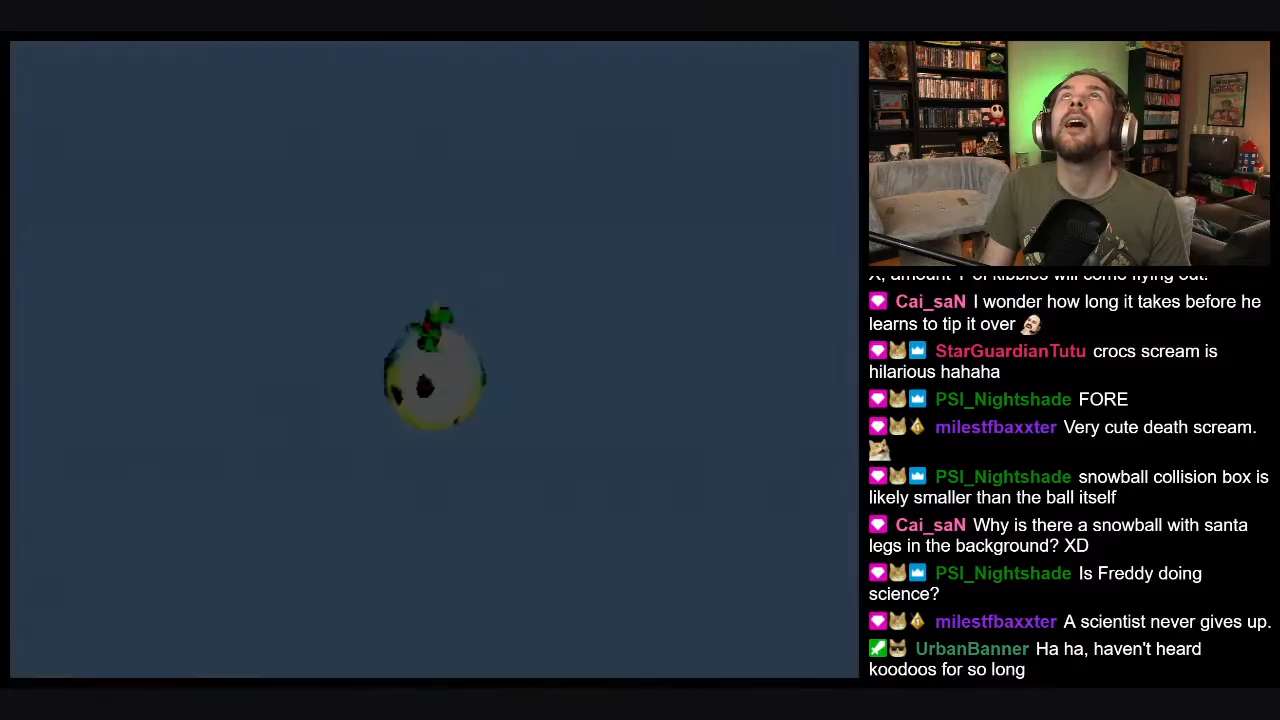 X, amount Y of kibbles will come flying out.
Cai_saN I wonder how long it takes before he
learns to tip it over
StarGuardianTutu crocs scream is
hilarious hahaha
PSI_Nightshade FORE
milestfbaxxter Very cute death scream.
PSI_Nightshade snowball collision box is
likely smaller than the ball itself
Cai_saN Why is there a snowball with santa
legs in the background? XD
PSI_Nightshade Is Freddy doing
science?
milestfbaxxter A scientist never gives up.
UrbanBanner Ha ha, haven't heard
koodoos for so long